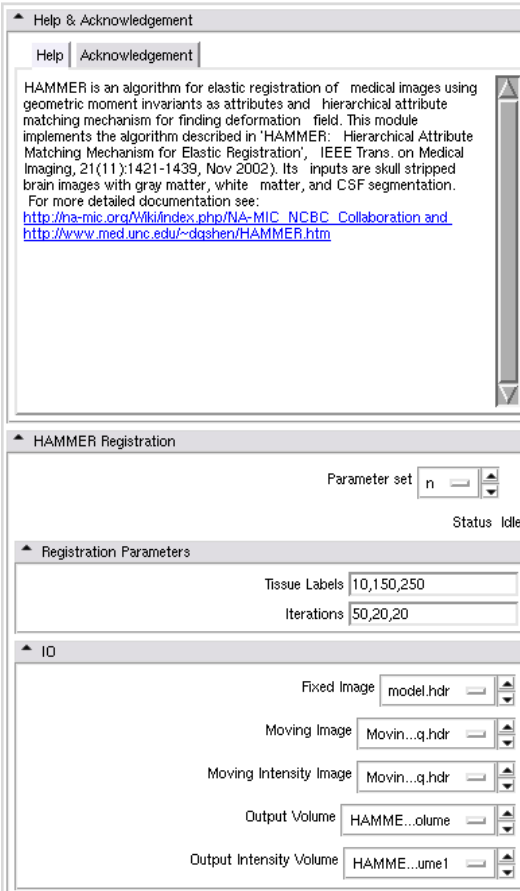 Help & Acknowledgement
Help Acknowledgement
HAMMER is an algorithm for elastic registration of medical images using
geometric moment invariants as attributes and hierarchical attribute
matching mechanism for finding deformation field. This module
implements the algorithm described in 'HAMMER: Hierarchical Attribute
Matching Mechanism for Elastic Registration', IEEE Trans. on Medical
Imaging, 21(11):1421-1439, Nov 2002). Its inputs are skull stripped
brain images with gray matter, white matter, and CSF segmentation.
For more detailed documentation see:
http://na-mic.org/Wiki/index.php/NA-MIC_NCBC_Collaboration and
http://www.med.unc.edu/~dgshen/HAMMER.htm
HAMMER Registration
Parameter set n
Status Idle
Registration Parameters
Tissue Labels 10,150,250
Iterations 50,20,20
IO
Fixed Image model.hdr
Moving Image Movin...q.hdr
Moving Intensity Image Movin...q.hdr
Output Volume HAMME...olume
Output Intensity Volume HAMME...ume1